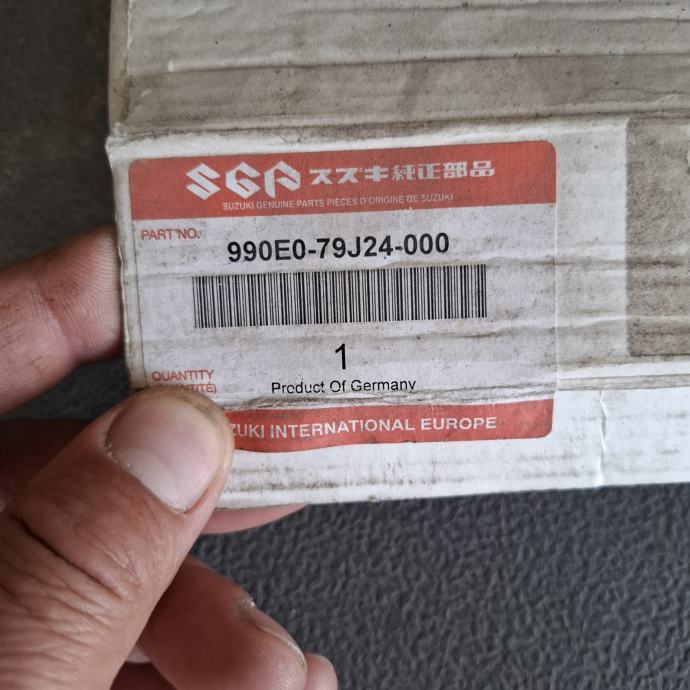 SGP スズキ純正部品
SUZUKI GENUINE PARTS PIECES D'ORIGINE DE SUZUKI
PART NO.
990E0-79J24-000
1
QUANTITY
Product Of Germany
INTERNATIONAL EUROPE